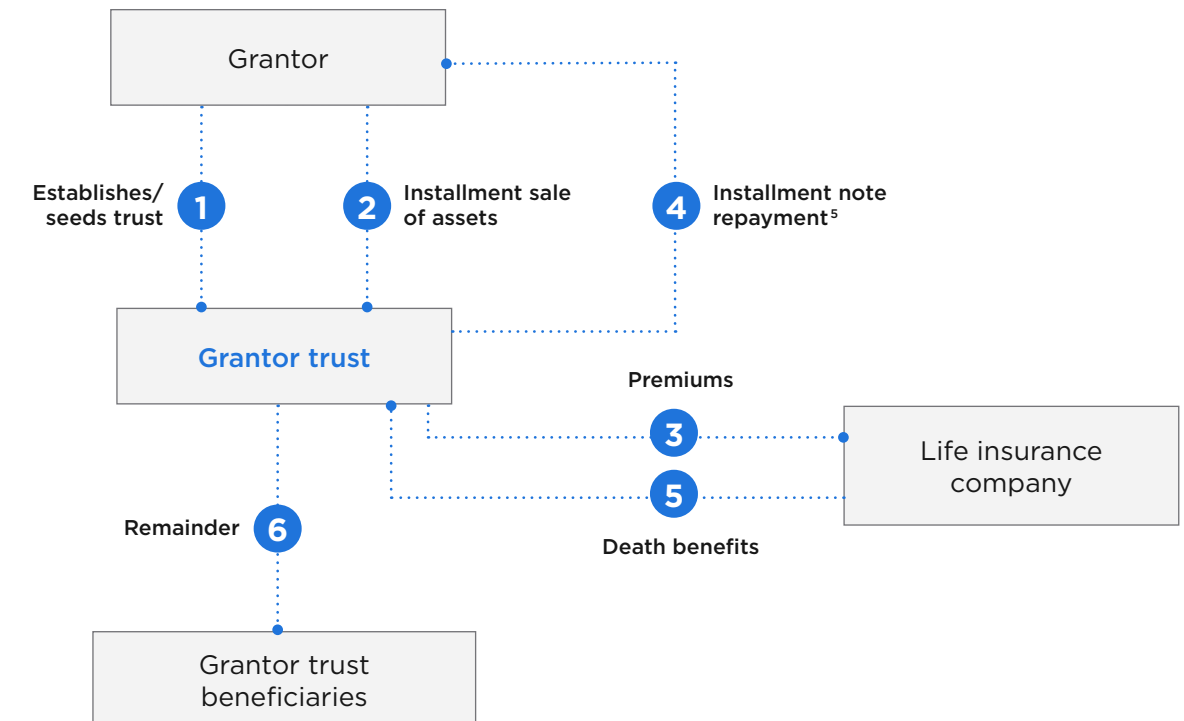 Grantor
Establishes/
seeds trust
1
2
Installment sale
of assets
4
Installment note
repayment⁵
Grantor trust
Premiums
3
Life insurance
company
5
Death benefits
Remainder
6
Grantor trust
beneficiaries